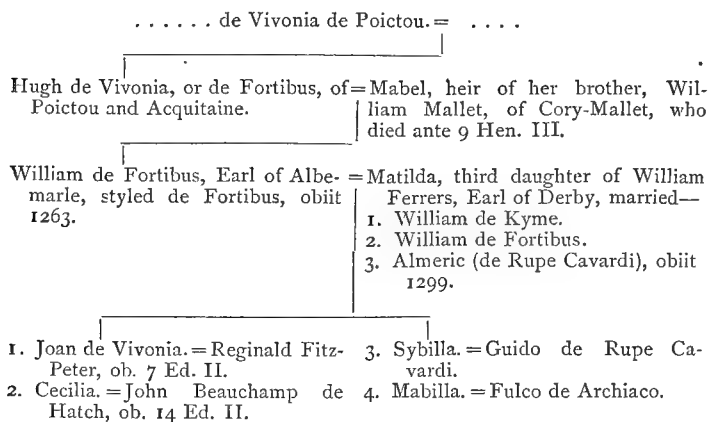 . . . . . . de Vivonia de Poictou. = . . . .
Hugh de Vivonia, or de Fortibus, of = Mabel, heir of her brother, Wil-
Poictou and Acquitaine.
liam Mallet, of Cory-Mallet, who
died ante 9 Hen. III.
William de Fortibus, Earl of Albe- = Matilda, third daughter of William
marle, styled de Fortibus, obiit
1263.
Ferrers, Earl of Derby, married—
1. William de Kyme.
2. William de Fortibus.
3. Almeric (de Rupe Cavardi), obiit
1299.
1. Joan de Vivonia. = Reginald Fitz-
Peter, ob. 7 Ed. II.
2. Cecilia. = John Beauchamp de
Hatch, ob. 14 Ed. II.
3. Sybilla. = Guido de Rupe Ca-
vardi.
4. Mabilla. = Fulco de Archiaco.